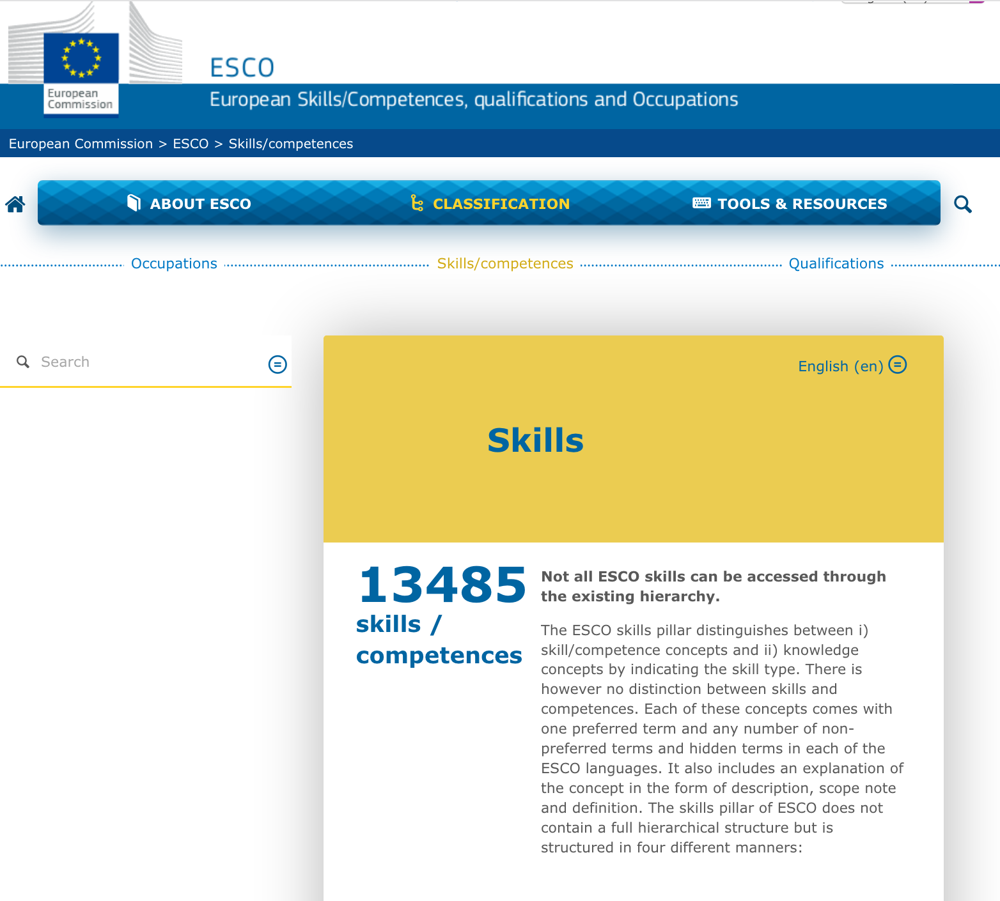 European
Commission
ESCO
European Skills/Competences, qualifications and Occupations
European Commission > ESCO > Skills/competences
ABOUT ESCO
CLASSIFICATION
TOOLS & RESOURCES
Occupations
Skills/competences
Qualifications
Search
English (en)
Skills
13485
skills /
competences
Not all ESCO skills can be accessed through
the existing hierarchy.
The ESCO skills pillar distinguishes between i)
skill/competence concepts and ii) knowledge
concepts by indicating the skill type. There is
however no distinction between skills and
competences. Each of these concepts comes with
one preferred term and any number of non-
preferred terms and hidden terms in each of the
ESCO languages. It also includes an explanation of
the concept in the form of description, scope note
and definition. The skills pillar of ESCO does not
contain a full hierarchical structure but is
structured in four different manners: